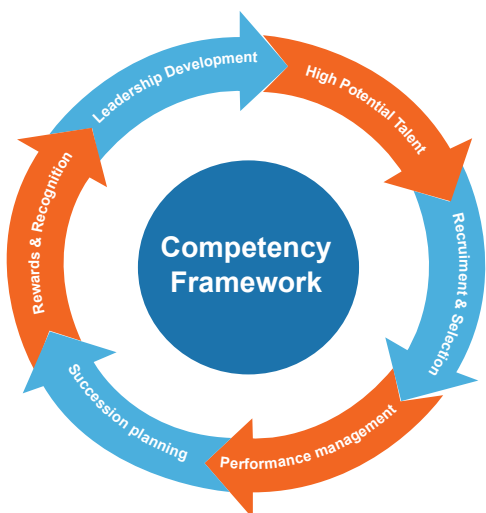 Leadership Development
High Potential Talent
Recruiment & Selection
Performance management
Succession planning
Rewards & Recognition
Competency
Framework